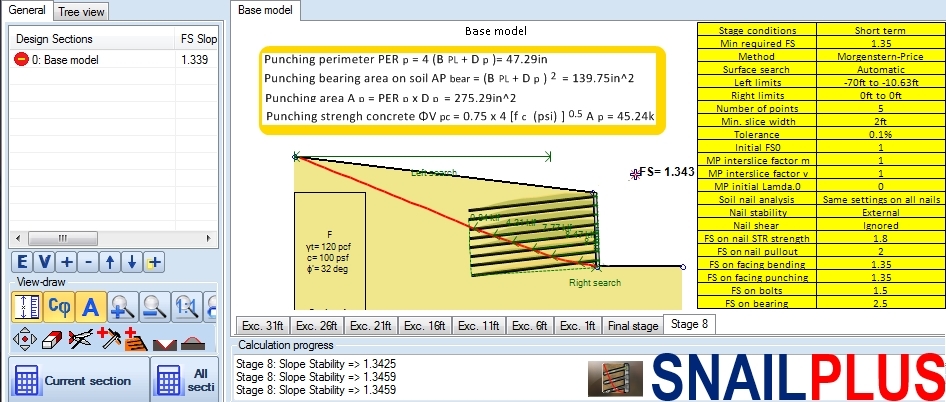 General
Tree view
Design Sections
FS Slop
0: Base model
1.339
E V + - +
View-draw
Cφ A 1:1
Current section
All
secti
Base model
Base model
Punching perimeter PER p = 4 (B PL + D p )= 47.29in
Punching bearing area on soil AP bear = (B PL + D p ) 2 = 139.75in^2
Punching area A p = PER p x D p = 275.29in^2
Punching strengh concrete ΦV pc = 0.75 x 4 [f c (psi) ] 0.5 A p = 45.24k
Left search
FS= 1.343
F
γt= 120 pcf
c= 100 psf
φ'= 32 deg
Right search
Exc. 31ft
Exc. 26ft
Exc. 21ft
Exc. 16ft
Exc. 11ft
Exc. 6ft
Exc. 1ft
Final stage
Stage 8
Calculation progress
Stage 8: Slope Stability => 1.3425
Stage 8: Slope Stability => 1.3459
Stage 8: Slope Stability => 1.3459
Stage conditions Short term
Min required FS 1.35
Method Morgenstern-Price
Surface search Automatic
Left limits -70ft to -10.63ft
Right limits 0ft to 0ft
Number of points 5
Min. slice width 2ft
Tolerance 0.1%
Initial FS0 1
MP interslice factor m 1
MP interslice factor v 1
MP initial Lamda.0 0
Soil nail analysis Same settings on all nails
Nail stability External
Nail shear Ignored
FS on nail STR strength 1.8
FS on nail pullout 2
FS on facing bending 1.35
FS on facing punching 1.35
FS on bolts 1.5
FS on bearing 2.5
SNAILPLUS